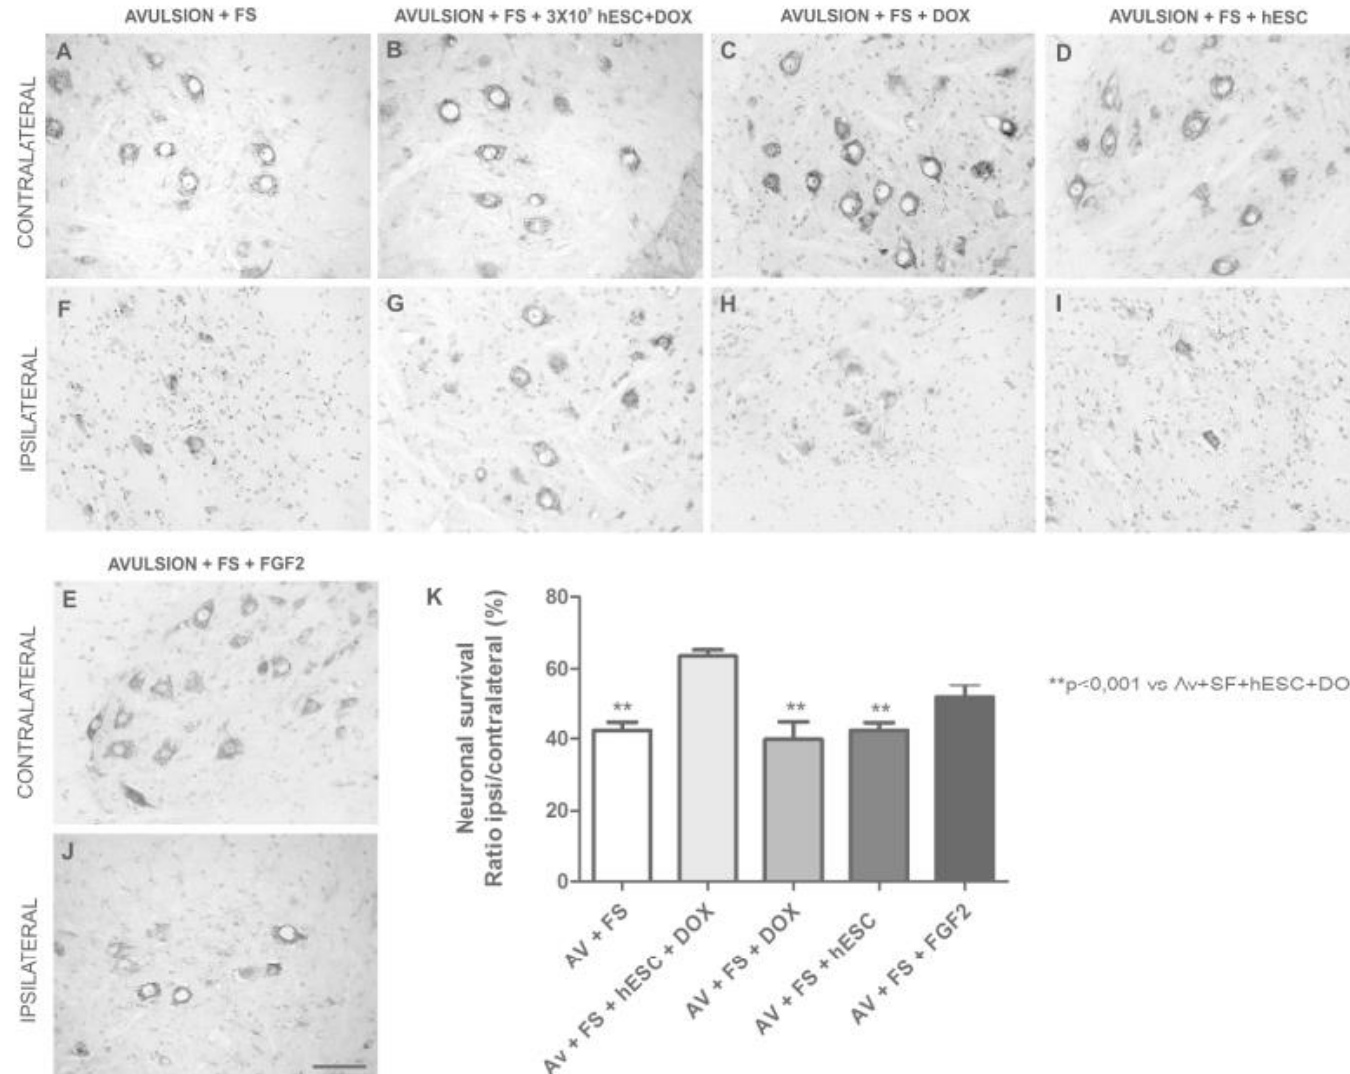 AVULSION + FS
AVULSION + FS + 3X10⁵ hESC+DOX
AVULSION + FS + DOX
AVULSION + FS + hESC
CONTRALATERAL
A
B
C
D
IPSILATERAL
F
G
H
I
AVULSION + FS + FGF2
CONTRALATERAL
E
IPSILATERAL
J
K
Neuronal survival
Ratio ipsi/contralateral (%)
80
60
40
20
0
**
**
**
AV + FS
Av + FS + hESC + DOX
AV + FS + DOX
AV + FS + hESC
AV + FS + FGF2
**p<0,001 vs Av+SF+hESC+DO